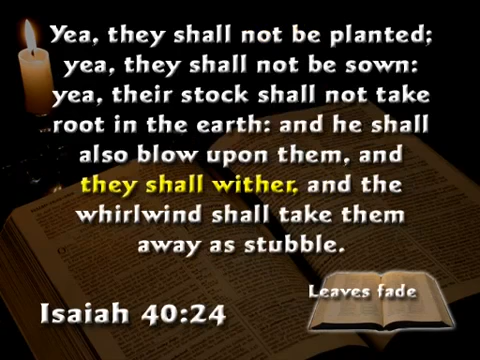 Yea, they shall not be planted;
yea, they shall not be sown:
yea, their stock shall not take
root in the earth: and he shall
also blow upon them, and
they shall wither, and the
whirlwind shall take them
away as stubble.
Leaves fade
Isaiah 40:24